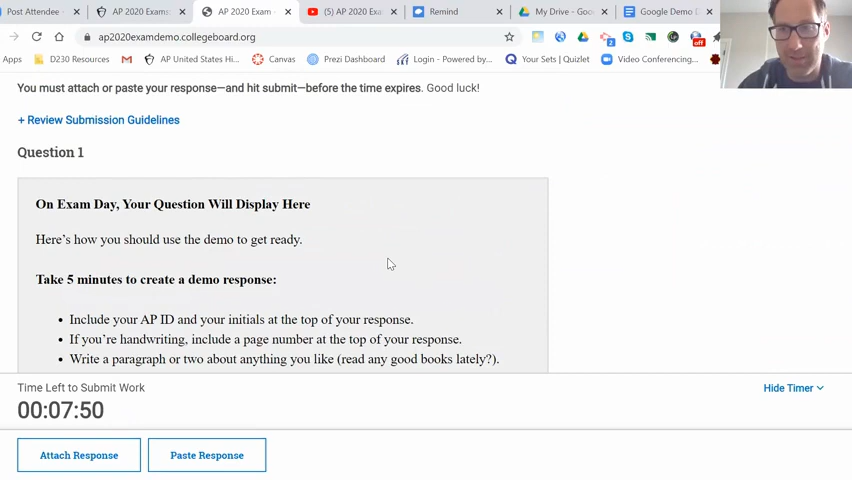 Post Attendee -
AP 2020 Exams:
AP 2020 Exam -
(5) AP 2020 Exa
Remind
My Drive - Goo
Google Demo D
ap2020examdemo.collegeboard.org
Apps
D230 Resources
AP United States Hi...
Canvas
Prezi Dashboard
Login - Powered by...
Your Sets | Quizlet
Video Conferencing...
2
off
You must attach or paste your response—and hit submit—before the time expires. Good luck!
+ Review Submission Guidelines
Question 1
On Exam Day, Your Question Will Display Here
Here's how you should use the demo to get ready.
Take 5 minutes to create a demo response:
• Include your AP ID and your initials at the top of your response.
• If you're handwriting, include a page number at the top of your response.
• Write a paragraph or two about anything you like (read any good books lately?).
Time Left to Submit Work
Hide Timer
00:07:50
Attach Response
Paste Response